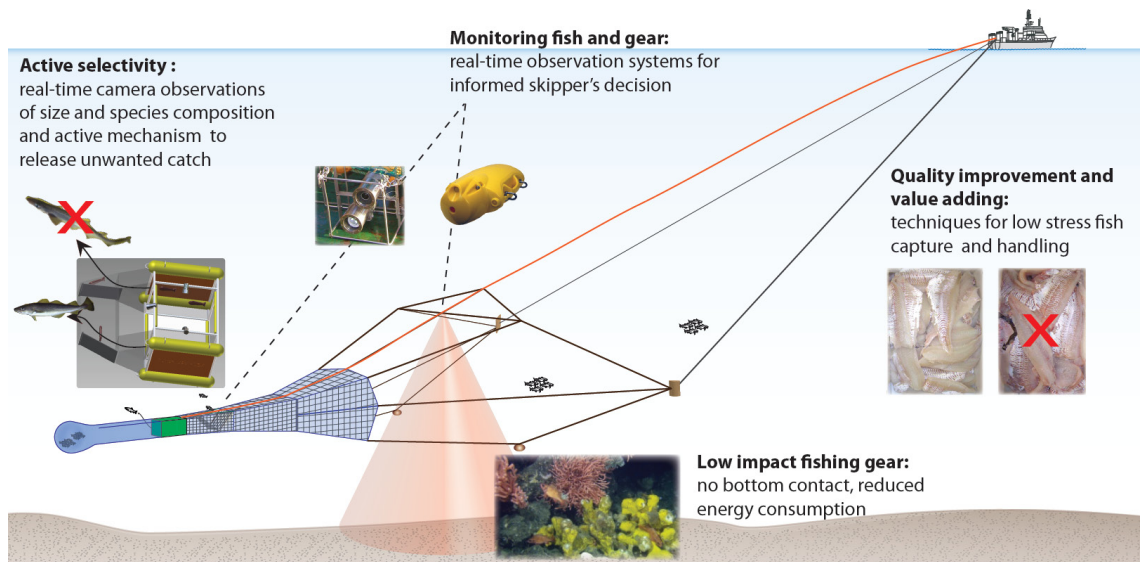 Active selectivity :
real-time camera observations
of size and species composition
and active mechanism to
release unwanted catch
Monitoring fish and gear:
real-time observation systems for
informed skipper's decision
Quality improvement and
value adding:
techniques for low stress fish
capture and handling
Low impact fishing gear:
no bottom contact, reduced
energy consumption